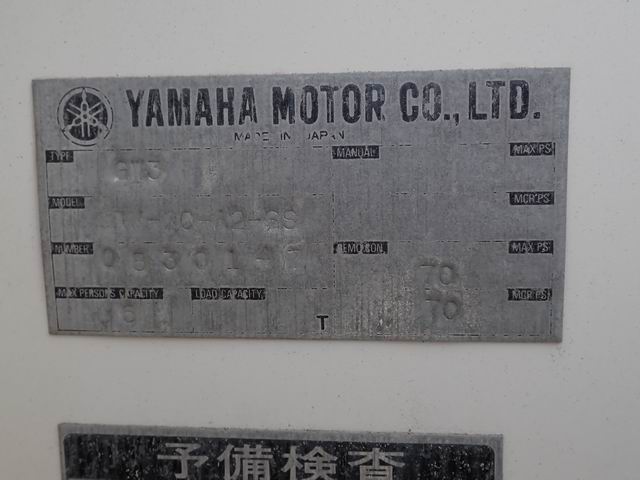 YAMAHA MOTOR CO., LTD.
MADE IN JAPAN
TYPE MANUAL MAX PS
MODEL MCR PS
NUMBER REMOCON. 70 MAX PS
MAX PERSONS CAPACITY LOAD CAPACITY T 70 MCR PS
予備検査